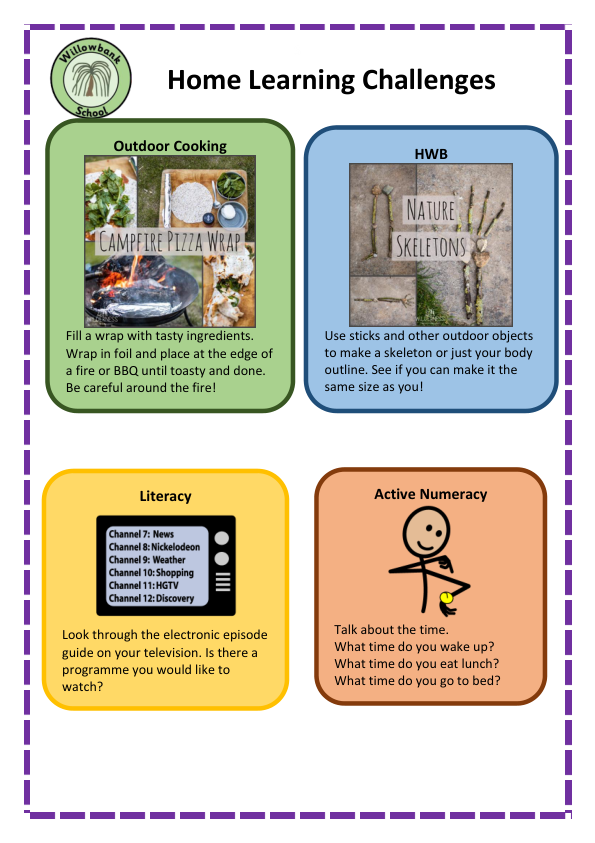 Willowbank
School
Home Learning Challenges
Outdoor Cooking
CAMPFIRE PIZZA WRAP
Fill a wrap with tasty ingredients.
Wrap in foil and place at the edge of
a fire or BBQ until toasty and done.
Be careful around the fire!
HWB
NATURE
SKELETONS
Use sticks and other outdoor objects
to make a skeleton or just your body
outline. See if you can make it the
same size as you!
Literacy
Channel 7: News
Channel 8: Nickelodeon
Channel 9: Weather
Channel 10: Shopping
Channel 11: HGTV
Channel 12: Discovery
Look through the electronic episode
guide on your television. Is there a
programme you would like to
watch?
Active Numeracy
Talk about the time.
What time do you wake up?
What time do you eat lunch?
What time do you go to bed?